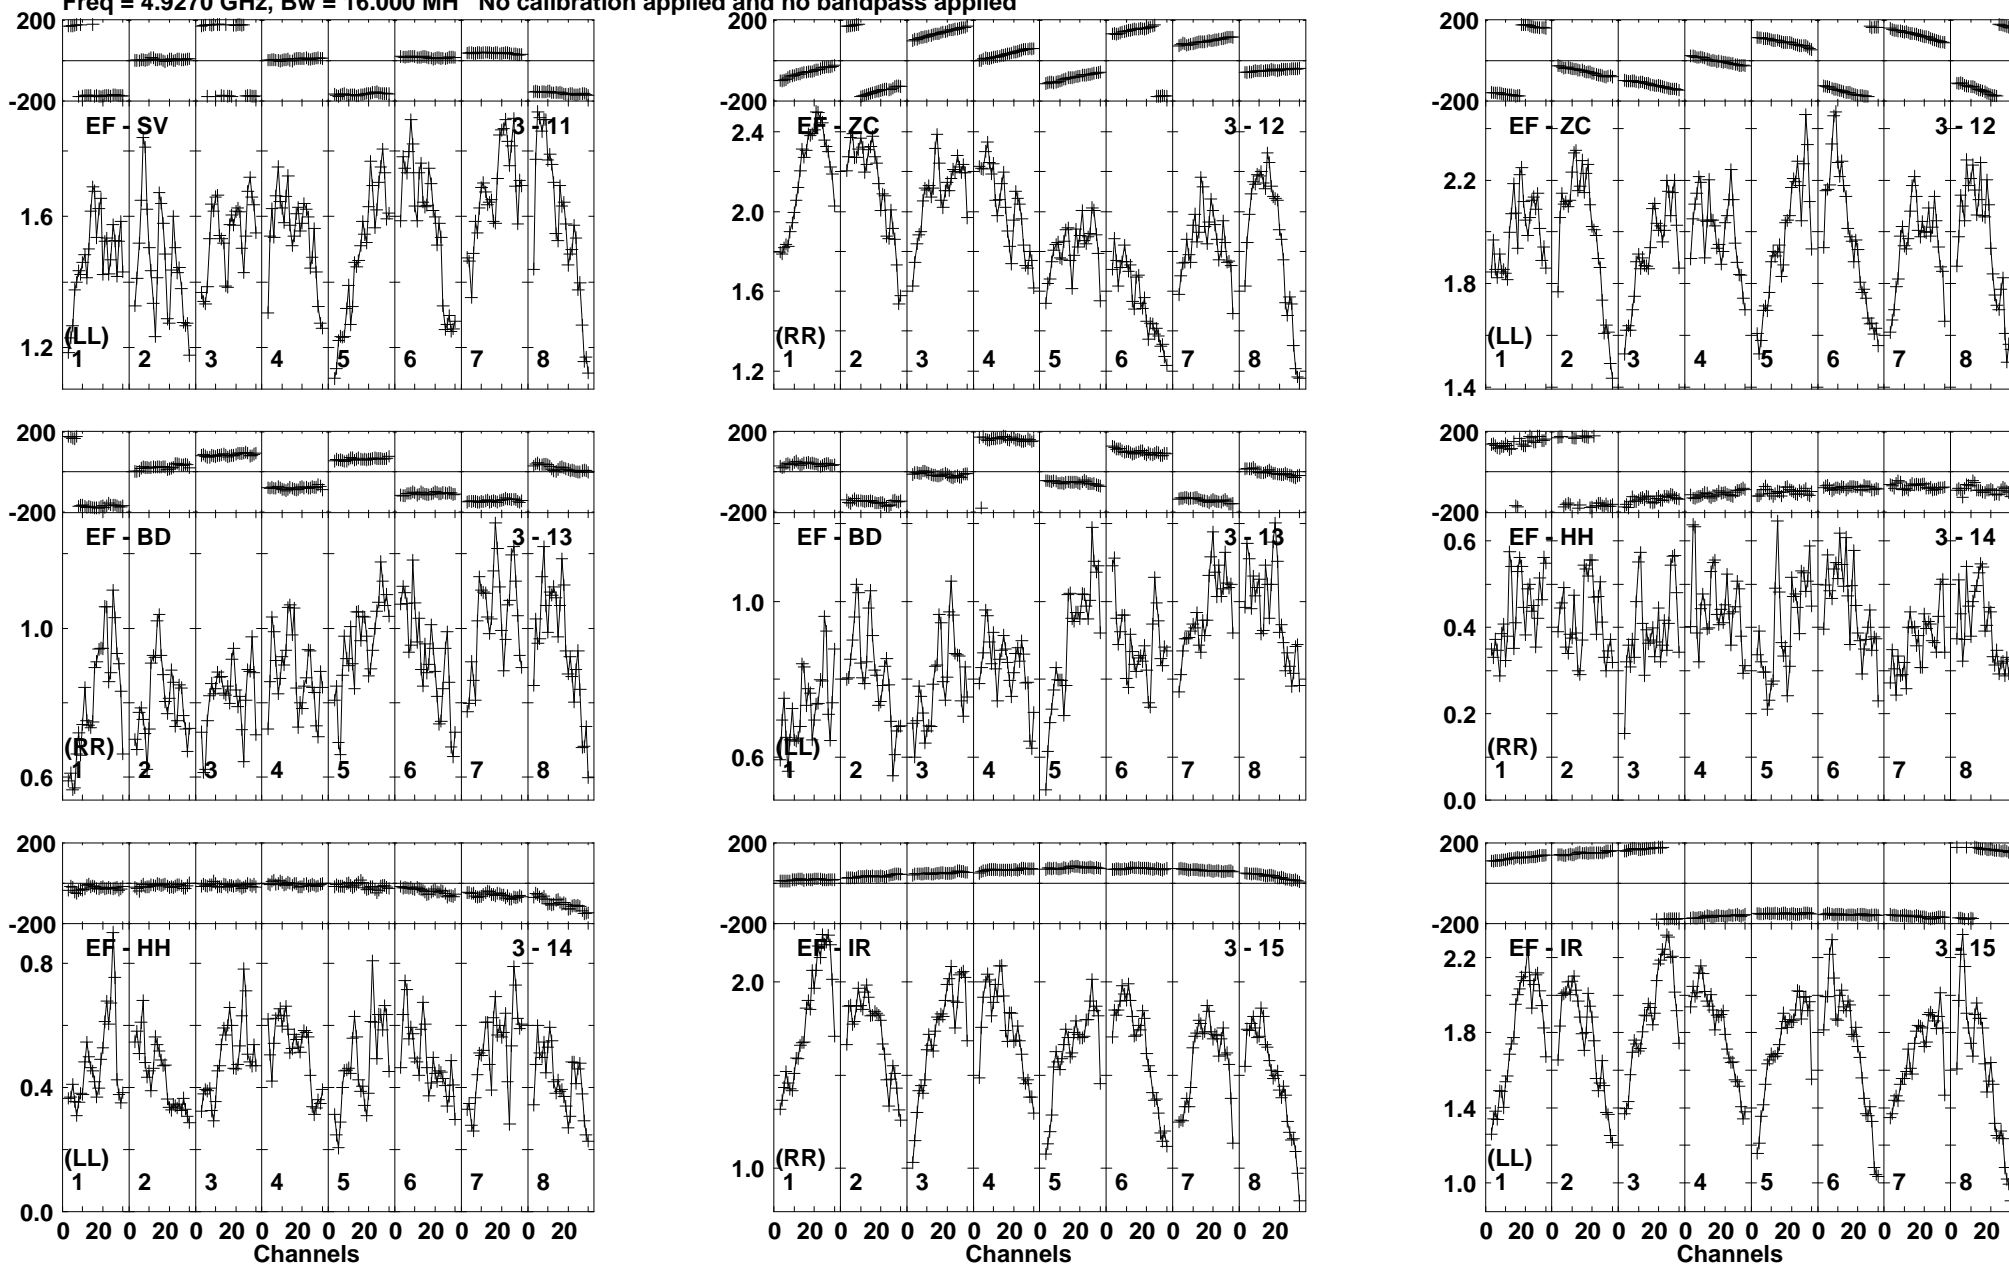 Freq = 4.9270 GHz, Bw = 16.000 MH No calibration applied and no bandpass applied
200 200 200
-200 -200 -200
EF - SV 3 - 11 EF - ZC 3 - 12 EF - ZC 3 - 12
2.4
2.2
1.6 2.0
1.8
1.6
1.2 (LL) (RR) (LL)
1 2 3 4 5 6 7 8 1 2 3 4 5 6 7 8 1 2 3 4 5 6 7 8
1.2 1.4
200 200 200
-200 -200 -200
EF - BD 3 - 13 EF - BD 3 - 13 EF - HH 3 - 14
0.6
1.0 1.0 0.4
0.2
(RR) (LL) (RR)
0.6 0.6
1 2 3 4 5 6 7 8 1 2 3 4 5 6 7 8 1 2 3 4 5 6 7 8
0.0
200 200 200
-200 -200 -200
EF - HH 3 - 14 EF - IR 3 - 15 EF - IR 3 - 15
0.8 2.0 2.2
1.8
0.4 1.4
(LL) (RR) (LL)
1.0 1.0
1 2 3 4 5 6 7 8 1 2 3 4 5 6 7 8 1 2 3 4 5 6 7 8
0.0
0 20 0 20 0 20 0 20 0 20 0 20 0 20 0 20 0 20 0 20 0 20 0 20 0 20 0 20 0 20 0 20 0 20 0 20 0 20 0 20 0 20 0 20 0 20 0 20
Channels Channels